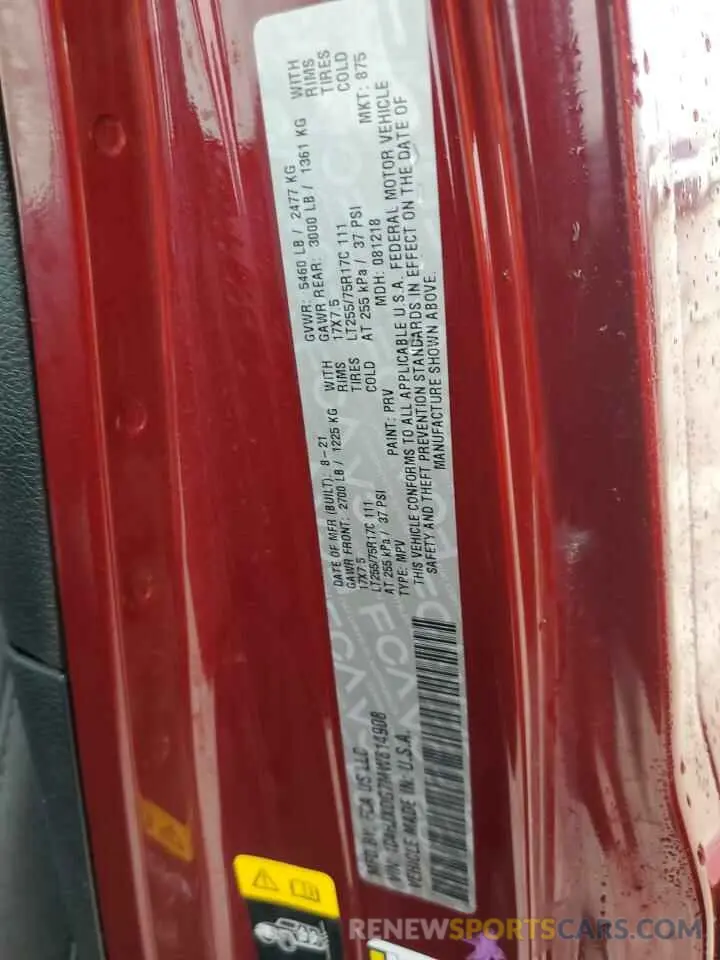 MFD BY: FCA US LLC
DATE OF MFR (BUILT): 8-21
GVWR: 5460 LB / 2477 KG
GAWR FRONT: 2700 LB / 1225 KG WITH
GAWR REAR: 3000 LB / 1361 KG WITH
17X7.5 RIMS
17X7.5 RIMS
LT255/75R17C 111 TIRES
LT255/75R17C 111 TIRES
AT 255 kPa / 37 PSI COLD
AT 255 kPa / 37 PSI COLD
VEHICLE MADE IN: U.S.A.
TYPE: MPV
PAINT: PRV
MDH: 081218
MKT: 875
THIS VEHICLE CONFORMS TO ALL APPLICABLE U.S.A. FEDERAL MOTOR VEHICLE
SAFETY AND THEFT PREVENTION STANDARDS IN EFFECT ON THE DATE OF
MANUFACTURE SHOWN ABOVE.
RENEWSPORTSCARS.COM